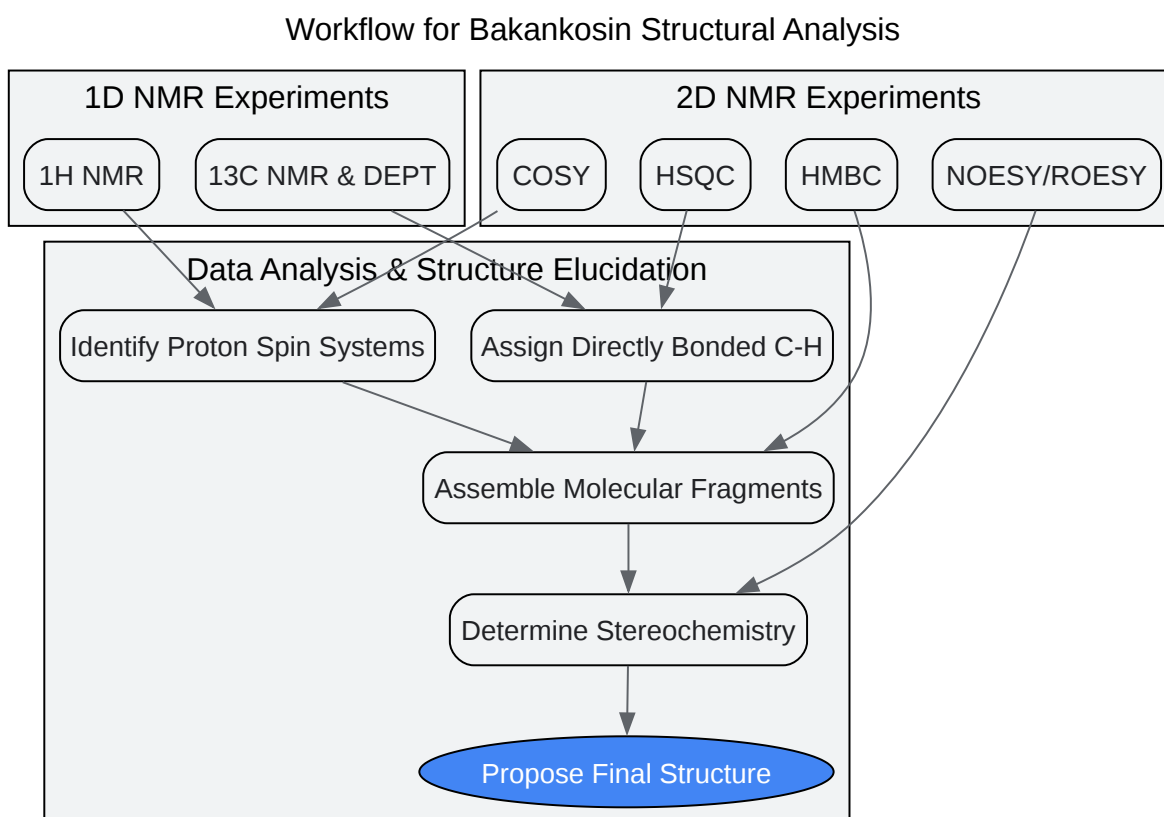 Workflow for Bakankosin Structural Analysis
1D NMR Experiments
2D NMR Experiments
1H NMR
13C NMR & DEPT
COSY
HSQC
HMBC
NOESY/ROESY
Data Analysis & Structure Elucidation
Identify Proton Spin Systems
Assign Directly Bonded C-H
Assemble Molecular Fragments
Determine Stereochemistry
Propose Final Structure